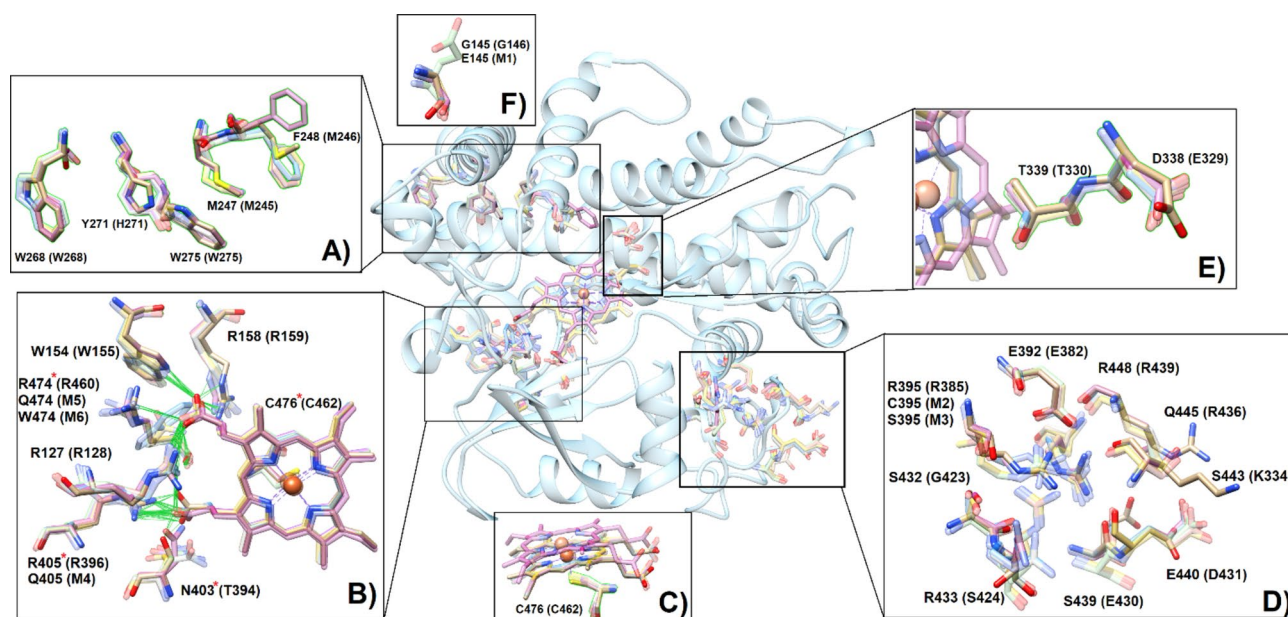 G145 (G146)
E145 (M1)
F)
F248 (M246)
M247 (M245)
Y271 (H271)
W268 (W268)
W275 (W275)
A)
T339 (T330)
D338 (E329)
E)
R158 (R159)
W154 (W155)
R474* (R460)
Q474 (M5)
W474 (M6)
C476* (C462)
R127 (R128)
R405* (R396)
Q405 (M4)
N403* (T394)
B)
C476 (C462)
C)
E392 (E382)
R448 (R439)
R395 (R385)
C395 (M2)
S395 (M3)
Q445 (R436)
S432 (G423)
S443 (K334)
E440 (D431)
R433 (S424)
S439 (E430)
D)